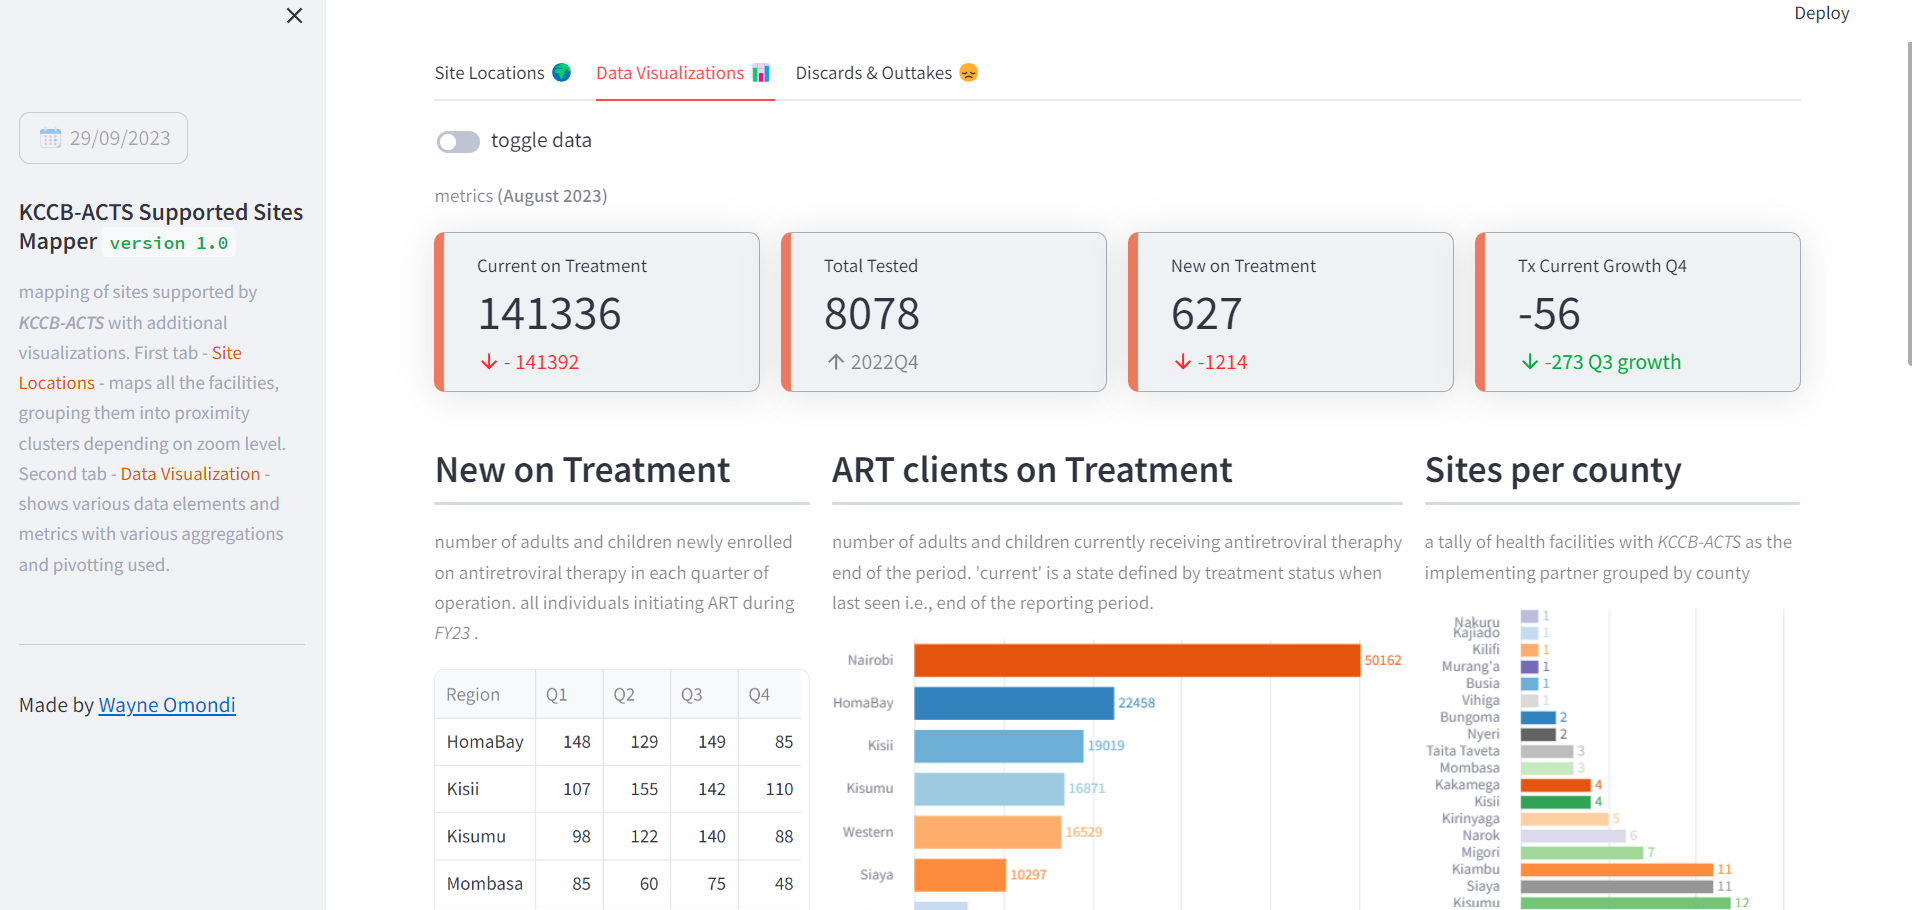 Deploy
29/09/2023
KCCB-ACTS Supported Sites
Mapper version 1.0
mapping of sites supported by
KCCB-ACTS with additional
visualizations. First tab - Site
Locations - maps all the facilities,
grouping them into proximity
clusters depending on zoom level.
Second tab - Data Visualization -
shows various data elements and
metrics with various aggregations
and pivotting used.
Made by Wayne Omondi
Site Locations
Data Visualizations
Discards & Outtakes
toggle data
metrics (August 2023)
Current on Treatment
141336
- 141392
Total Tested
8078
2022Q4
New on Treatment
627
-1214
Tx Current Growth Q4
-56
-273 Q3 growth
New on Treatment
number of adults and children newly enrolled
on antiretroviral therapy in each quarter of
operation. all individuals initiating ART during
FY23 .
Region Q1 Q2 Q3 Q4
HomaBay 148 129 149 85
Kisii 107 155 142 110
Kisumu 98 122 140 88
Mombasa 85 60 75 48
ART clients on Treatment
number of adults and children currently receiving antiretroviral theraphy
end of the period. 'current' is a state defined by treatment status when
last seen i.e., end of the reporting period.
Nairobi 50162
HomaBay 22458
Kisii 19019
Kisumu 16871
Western 16529
Siaya 10297
Sites per county
a tally of health facilities with KCCB-ACTS as the
implementing partner grouped by county
Nakuru 1
Kajiado 1
Kilifi 1
Murang'a 1
Busia 1
Vihiga 1
Bungoma 2
Nyeri 2
Taita Taveta 3
Mombasa 3
Kakamega 4
Kisii 4
Kirinyaga 5
Narok 6
Migori 7
Kiambu 11
Siaya 11
Kisumu 12